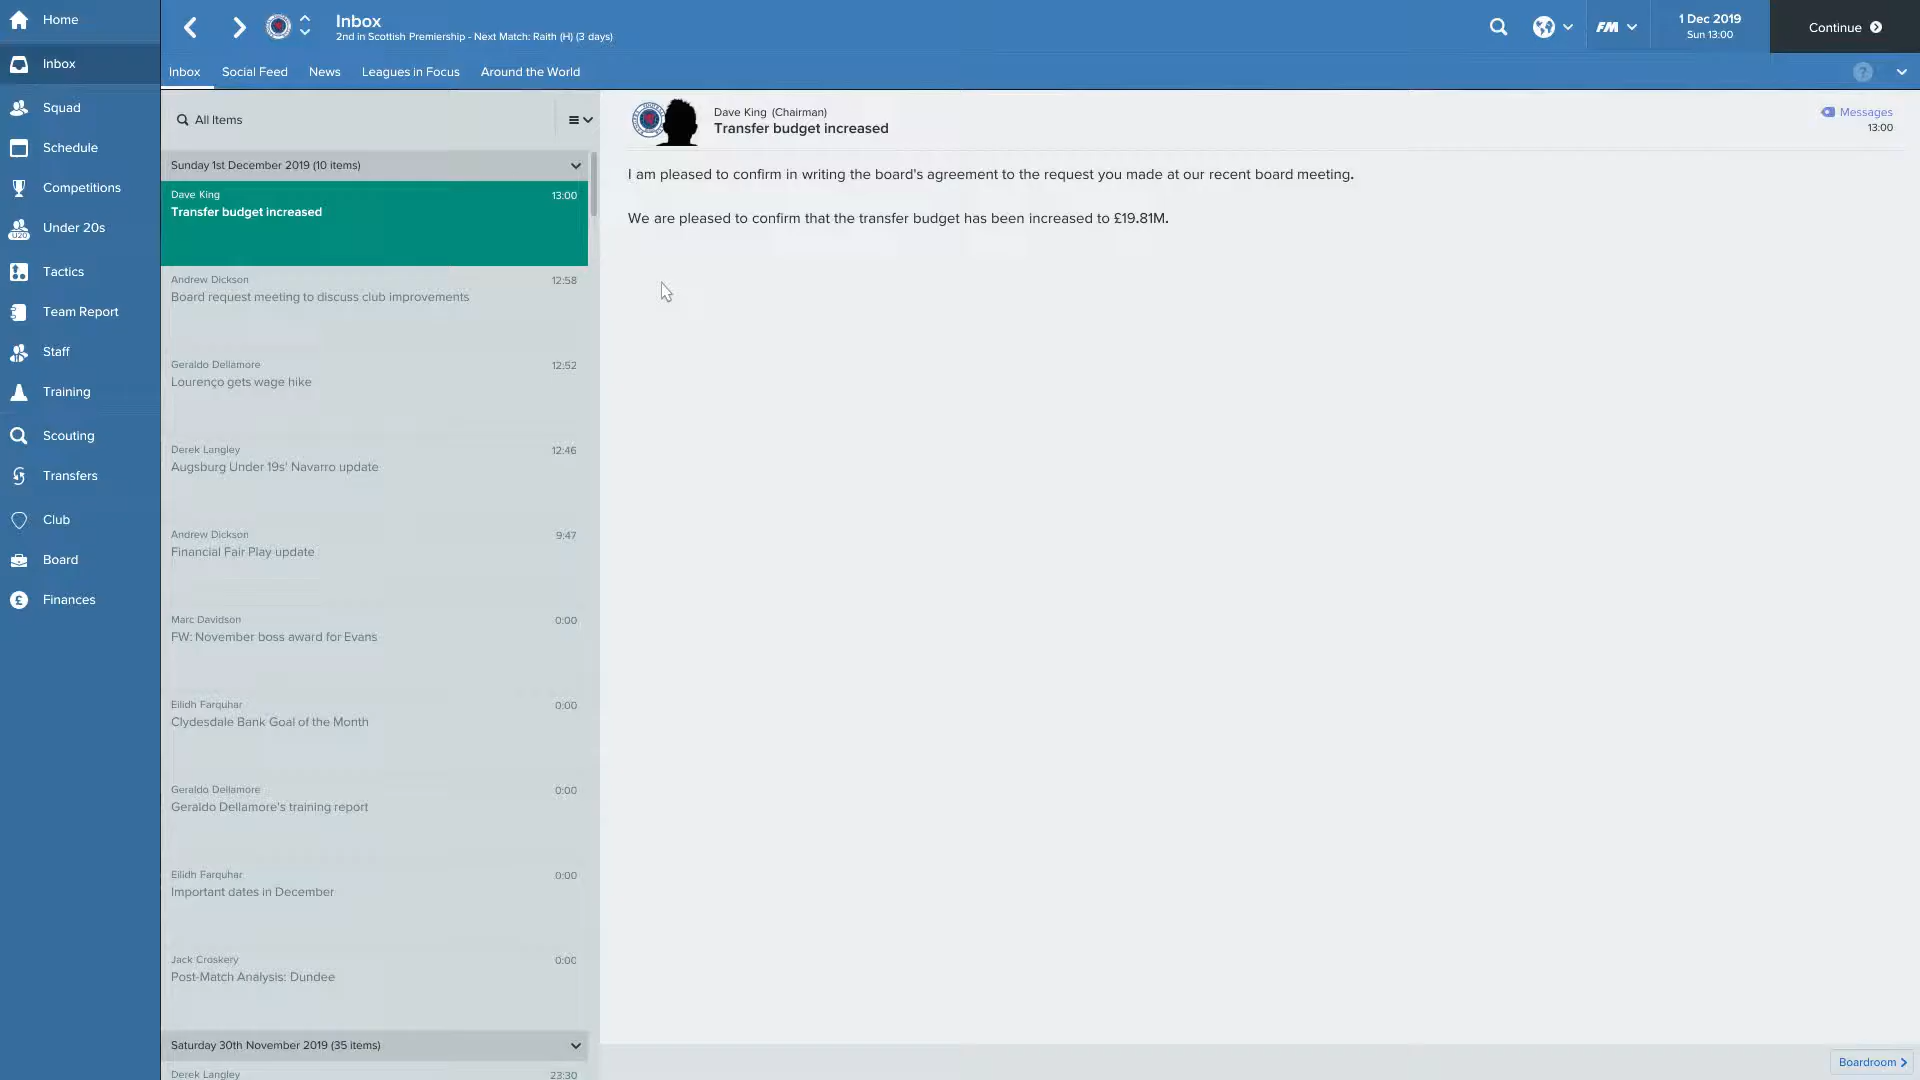 Home
Inbox
Squad
Schedule
Competitions
Under 20s
Tactics
Team Report
Staff
Training
Scouting
Transfers
Club
Board
Finances
Inbox
2nd in Scottish Premiership - Next Match: Raith (H) (3 days)
FM
1 Dec 2019
Sun 13:00
Continue
Inbox Social Feed News Leagues in Focus Around the World
?
All Items
Sunday 1st December 2019 (10 items)
Dave King 13:00
Transfer budget increased
Andrew Dickson 12:58
Board request meeting to discuss club improvements
Geraldo Dellamore 12:52
Lourenço gets wage hike
Derek Langley 12:46
Augsburg Under 19s' Navarro update
Andrew Dickson 9:47
Financial Fair Play update
Marc Davidson 0:00
FW: November boss award for Evans
Eilidh Farquhar 0:00
Clydesdale Bank Goal of the Month
Geraldo Dellamore 0:00
Geraldo Dellamore's training report
Eilidh Farquhar 0:00
Important dates in December
Jack Croskery 0:00
Post-Match Analysis: Dundee
Saturday 30th November 2019 (35 items)
Derek Langley 23:30
Dave King (Chairman)
Transfer budget increased
Messages
13:00
I am pleased to confirm in writing the board's agreement to the request you made at our recent board meeting.
We are pleased to confirm that the transfer budget has been increased to £19.81M.
Boardroom